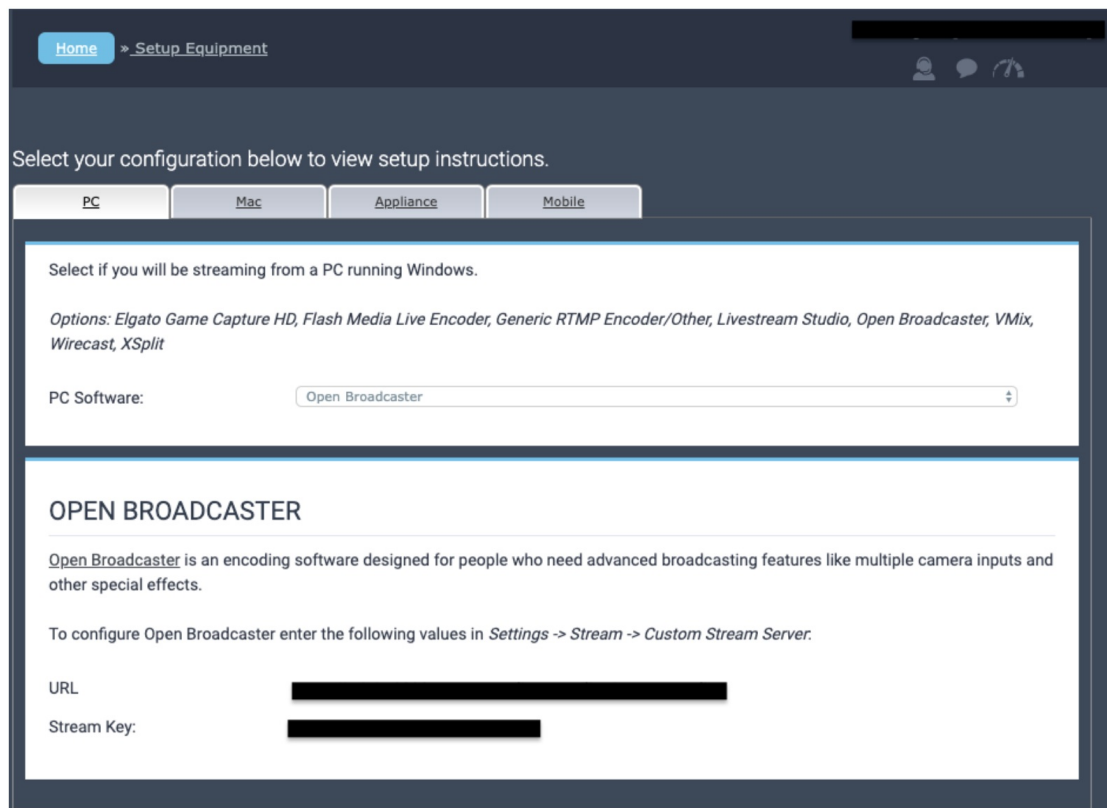 Home » Setup Equipment
Select your configuration below to view setup instructions.
PC Mac Appliance Mobile
Select if you will be streaming from a PC running Windows.
Options: Elgato Game Capture HD, Flash Media Live Encoder, Generic RTMP Encoder/Other, Livestream Studio, Open Broadcaster, VMix,
Wirecast, XSplit
PC Software: Open Broadcaster
OPEN BROADCASTER
Open Broadcaster is an encoding software designed for people who need advanced broadcasting features like multiple camera inputs and
other special effects.
To configure Open Broadcaster enter the following values in Settings -> Stream -> Custom Stream Server:
URL
Stream Key: